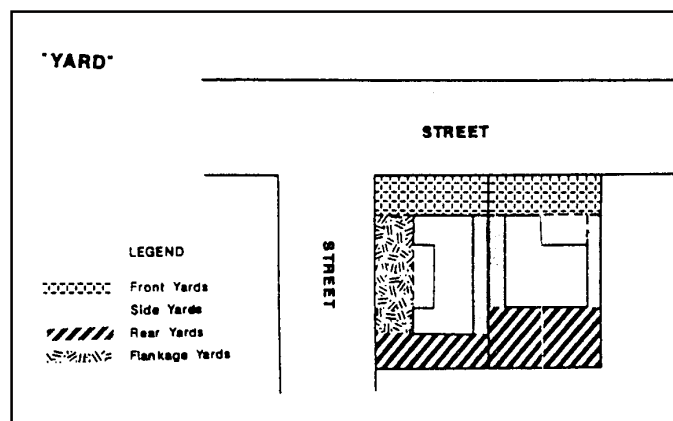 "YARD"
STREET
STREET
LEGEND
Front Yards
Side Yards
Rear Yards
Flankage Yards